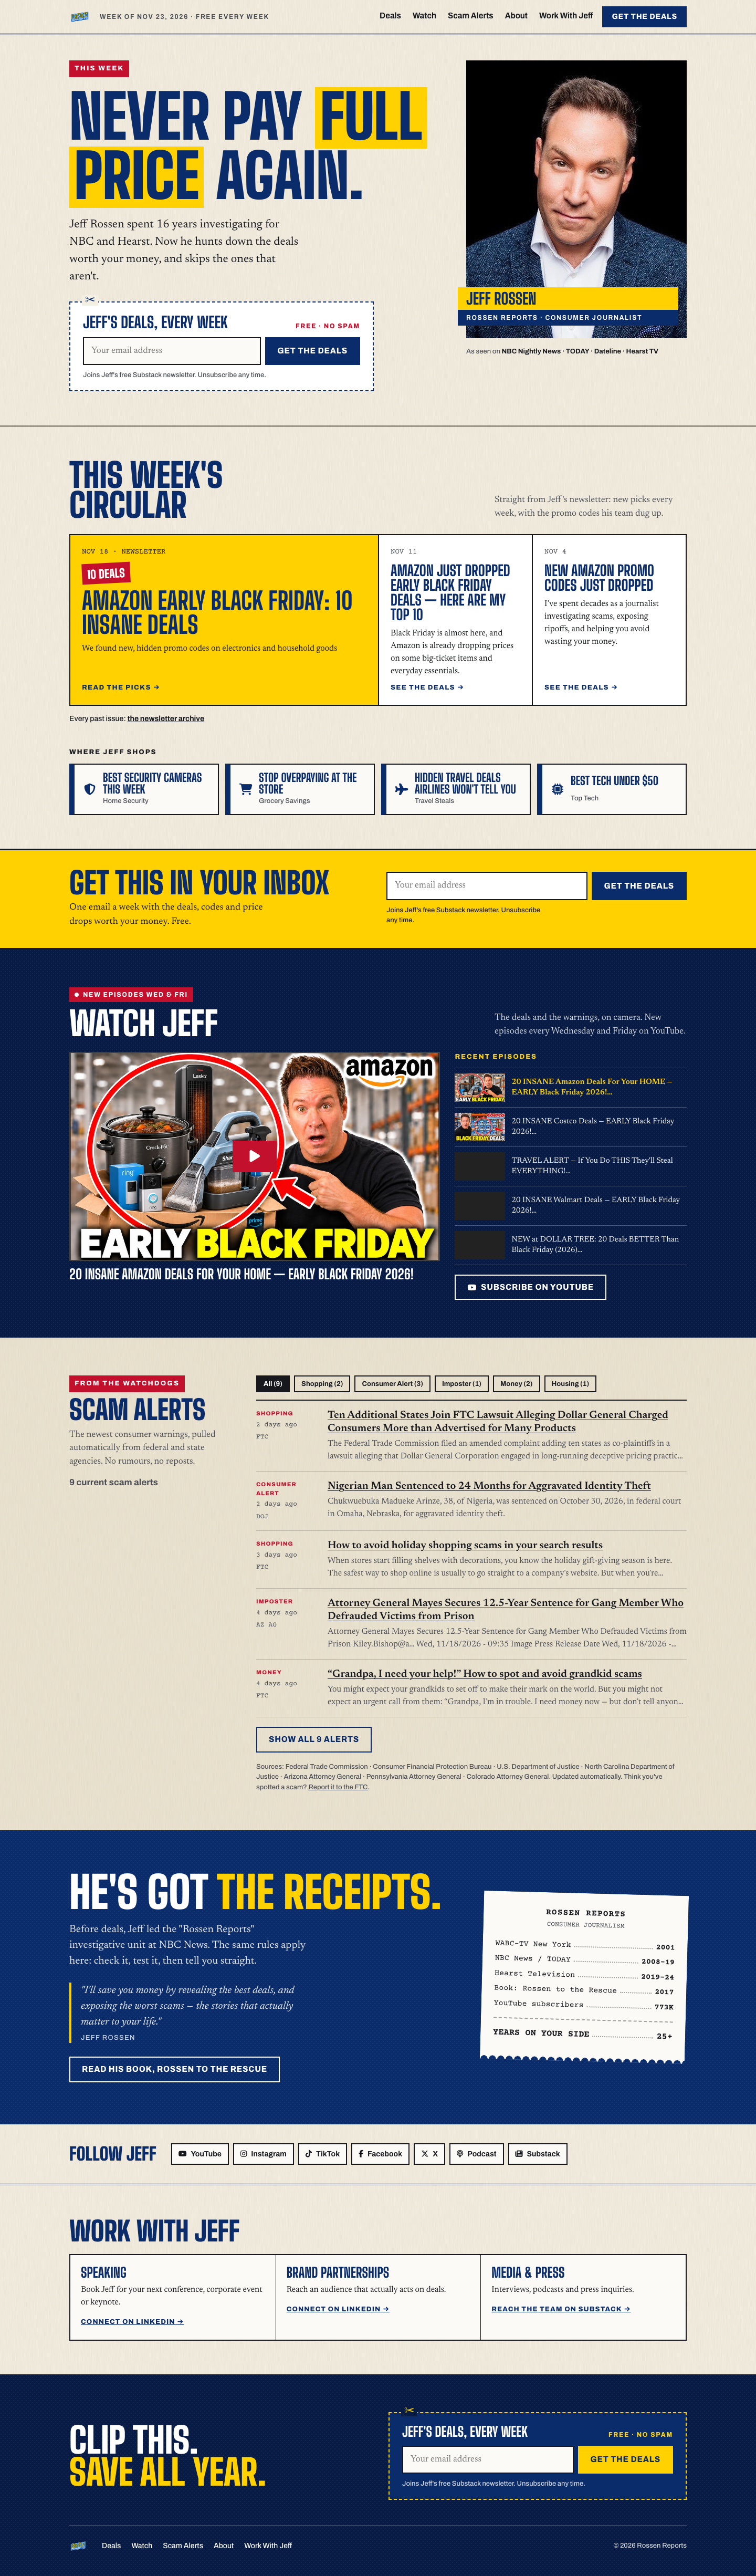 WEEK OF NOV 23, 2026 · FREE EVERY WEEK
Deals Watch Scam Alerts About Work With Jeff GET THE DEALS
THIS WEEK
NEVER PAY FULL
PRICE AGAIN.
Jeff Rossen spent 16 years investigating for
NBC and Hearst. Now he hunts down the deals
worth your money, and skips the ones that
aren't.
JEFF'S DEALS, EVERY WEEK
FREE · NO SPAM
Your email address
GET THE DEALS
Joins Jeff's free Substack newsletter. Unsubscribe any time.
JEFF ROSSEN
ROSSEN REPORTS · CONSUMER JOURNALIST
As seen on NBC Nightly News · TODAY · Dateline · Hearst TV
THIS WEEK'S
CIRCULAR
Straight from Jeff's newsletter: new picks every
week, with the promo codes his team dug up.
NOV 18 · NEWSLETTER
10 DEALS
AMAZON EARLY BLACK FRIDAY: 10
INSANE DEALS
We found new, hidden promo codes on electronics and household goods
READ THE PICKS →
NOV 11
AMAZON JUST DROPPED
EARLY BLACK FRIDAY
DEALS — HERE ARE MY
TOP 10
Black Friday is almost here, and
Amazon is already dropping prices
on some big-ticket items and
everyday essentials.
SEE THE DEALS →
NOV 4
NEW AMAZON PROMO
CODES JUST DROPPED
I've spent decades as a journalist
investigating scams, exposing
ripoffs, and helping you avoid
wasting your money.
SEE THE DEALS →
Every past issue: the newsletter archive
WHERE JEFF SHOPS
BEST SECURITY CAMERAS
THIS WEEK
Home Security
STOP OVERPAYING AT THE
STORE
Grocery Savings
HIDDEN TRAVEL DEALS
AIRLINES WON'T TELL YOU
Travel Steals
BEST TECH UNDER $50
Top Tech
GET THIS IN YOUR INBOX
One email a week with the deals, codes and price
drops worth your money. Free.
Your email address
GET THE DEALS
Joins Jeff's free Substack newsletter. Unsubscribe
any time.
NEW EPISODES WED & FRI
WATCH JEFF
The deals and the warnings, on camera. New
episodes every Wednesday and Friday on YouTube.
amazon
Lasko
Crock-Pot
ring
prime
EARLY BLACK FRIDAY
20 INSANE AMAZON DEALS FOR YOUR HOME — EARLY BLACK FRIDAY 2026!
RECENT EPISODES
EARLY BLACK FRIDAY
20 INSANE Amazon Deals For Your HOME —
EARLY Black Friday 2026!...
BLACK FRIDAY DEALS
20 INSANE Costco Deals — EARLY Black Friday
2026!...
TRAVEL ALERT — If You Do THIS They'll Steal
EVERYTHING!...
20 INSANE Walmart Deals — EARLY Black Friday
2026!...
NEW at DOLLAR TREE: 20 Deals BETTER Than
Black Friday (2026)...
SUBSCRIBE ON YOUTUBE
FROM THE WATCHDOGS
SCAM ALERTS
The newest consumer warnings, pulled
automatically from federal and state
agencies. No rumours, no reposts.
9 current scam alerts
All (9) Shopping (2) Consumer Alert (3) Imposter (1) Money (2) Housing (1)
SHOPPING
2 days ago
FTC
Ten Additional States Join FTC Lawsuit Alleging Dollar General Charged
Consumers More than Advertised for Many Products
The Federal Trade Commission filed an amended complaint adding ten states as co-plaintiffs in a
lawsuit alleging that Dollar General Corporation engaged in long-running deceptive pricing practic...
CONSUMER
ALERT
2 days ago
DOJ
Nigerian Man Sentenced to 24 Months for Aggravated Identity Theft
Chukwuebuka Madueke Arinze, 38, of Nigeria, was sentenced on October 30, 2026, in federal court
in Omaha, Nebraska, for aggravated identity theft.
SHOPPING
3 days ago
FTC
How to avoid holiday shopping scams in your search results
When stores start filling shelves with decorations, you know the holiday gift-giving season is here.
The safest way to shop online is usually to go straight to a company's website. But when you're...
IMPOSTER
4 days ago
AZ AG
Attorney General Mayes Secures 12.5-Year Sentence for Gang Member Who
Defrauded Victims from Prison
Attorney General Mayes Secures 12.5-Year Sentence for Gang Member Who Defrauded Victims from
Prison Kiley.Bishop@a... Wed, 11/18/2026 - 09:35 Image Press Release Date Wed, 11/18/2026 -...
MONEY
4 days ago
FTC
“Grandpa, I need your help!” How to spot and avoid grandkid scams
You might expect your grandkids to set off to make their mark on the world. But you might not
expect an urgent call from them: “Grandpa, I'm in trouble. I need money now — but don't tell anyon...
SHOW ALL 9 ALERTS
Sources: Federal Trade Commission · Consumer Financial Protection Bureau · U.S. Department of Justice · North Carolina Department of
Justice · Arizona Attorney General · Pennsylvania Attorney General · Colorado Attorney General. Updated automatically. Think you've
spotted a scam? Report it to the FTC.
HE'S GOT THE RECEIPTS.
Before deals, Jeff led the "Rossen Reports"
investigative unit at NBC News. The same rules apply
here: check it, test it, then tell you straight.
"I'll save you money by revealing the best deals, and
exposing the worst scams — the stories that actually
matter to your life."
JEFF ROSSEN
READ HIS BOOK, ROSSEN TO THE RESCUE
ROSSEN REPORTS
CONSUMER JOURNALISM
WABC-TV New York 2001
NBC News / TODAY 2008-19
Hearst Television 2019-24
Book: Rossen to the Rescue 2017
YouTube subscribers 773K
YEARS ON YOUR SIDE 25+
FOLLOW JEFF
YouTube Instagram TikTok Facebook X Podcast Substack
WORK WITH JEFF
SPEAKING
Book Jeff for your next conference, corporate event
or keynote.
CONNECT ON LINKEDIN →
BRAND PARTNERSHIPS
Reach an audience that actually acts on deals.
CONNECT ON LINKEDIN →
MEDIA & PRESS
Interviews, podcasts and press inquiries.
REACH THE TEAM ON SUBSTACK →
CLIP THIS.
SAVE ALL YEAR.
JEFF'S DEALS, EVERY WEEK
FREE · NO SPAM
Your email address
GET THE DEALS
Joins Jeff's free Substack newsletter. Unsubscribe any time.
Deals Watch Scam Alerts About Work With Jeff
© 2026 Rossen Reports